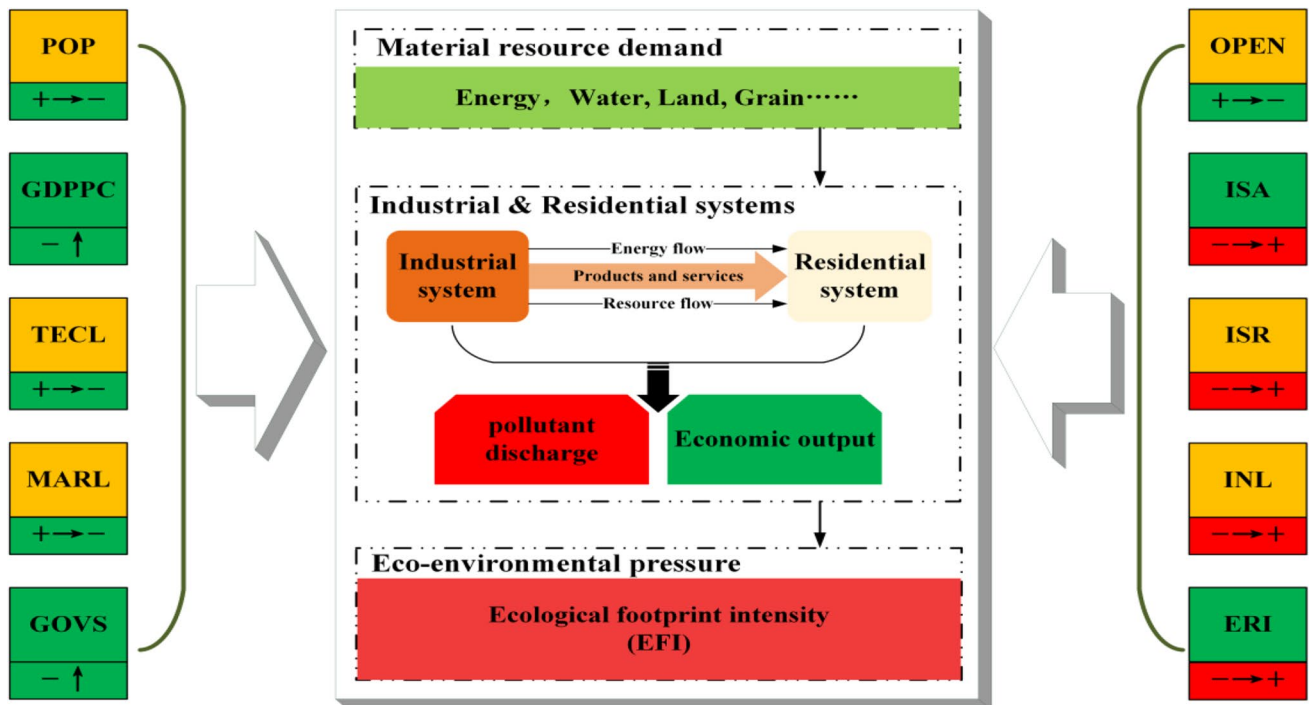 POP
+→−
GDPPC
− ↑
TECL
+→−
MARL
+→−
GOVS
− ↑
Material resource demand
Energy，Water, Land, Grain······
Industrial & Residential systems
Industrial
system
Energy flow
Products and services
Resource flow
Residential
system
pollutant
discharge
Economic output
Eco-environmental pressure
Ecological footprint intensity
(EFI)
OPEN
+→−
ISA
−→+
ISR
−→+
INL
−→+
ERI
−→+